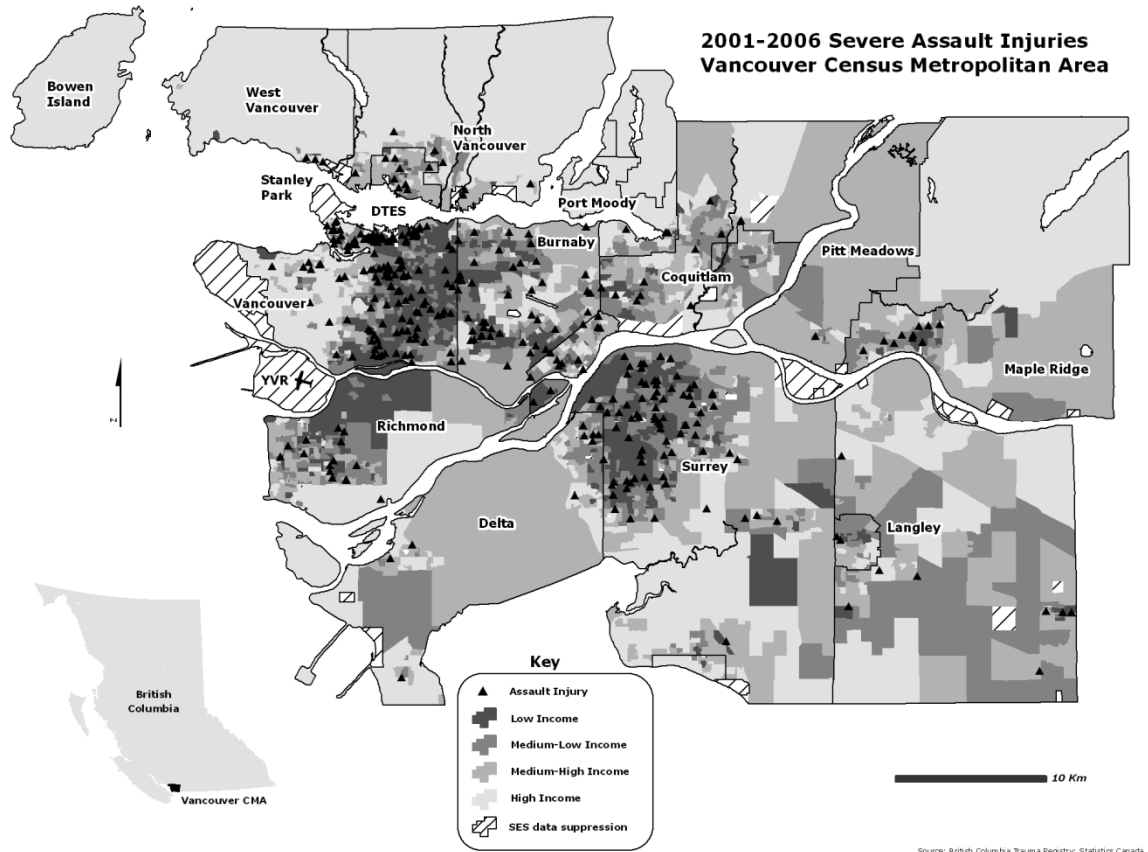 2001-2006 Severe Assault Injuries
Vancouver Census Metropolitan Area
Bowen
Island
West
Vancouver
North
Vancouver
Stanley
Park
DTES
Port Moody
Burnaby
Pitt Meadows
Coquitlam
Vancouver
YVR
Maple Ridge
Richmond
Surrey
Delta
Langley
z
British
Columbia
Vancouver CMA
Key
Assault Injury
Low Income
Medium-Low Income
Medium-High Income
High Income
SES data suppression
10 Km
Source: British Columbia Trauma Registry; Statistics Canada